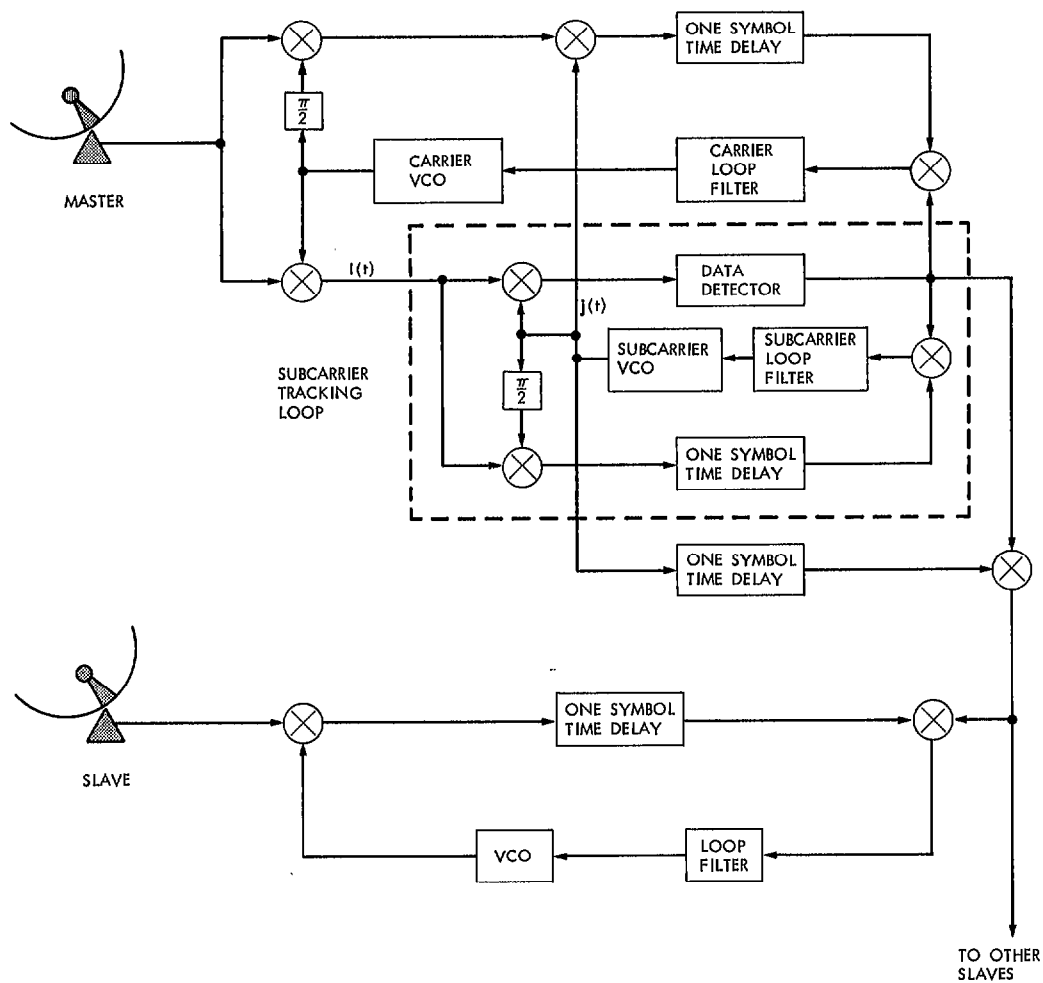 ONE SYMBOL
TIME DELAY
π/2
MASTER
CARRIER
VCO
CARRIER
LOOP
FILTER
I(t)
DATA
DETECTOR
j(t)
SUBCARRIER
VCO
SUBCARRIER
LOOP
FILTER
SUBCARRIER
TRACKING
LOOP
π/2
ONE SYMBOL
TIME DELAY
ONE SYMBOL
TIME DELAY
ONE SYMBOL
TIME DELAY
SLAVE
VCO
LOOP
FILTER
TO OTHER
SLAVES